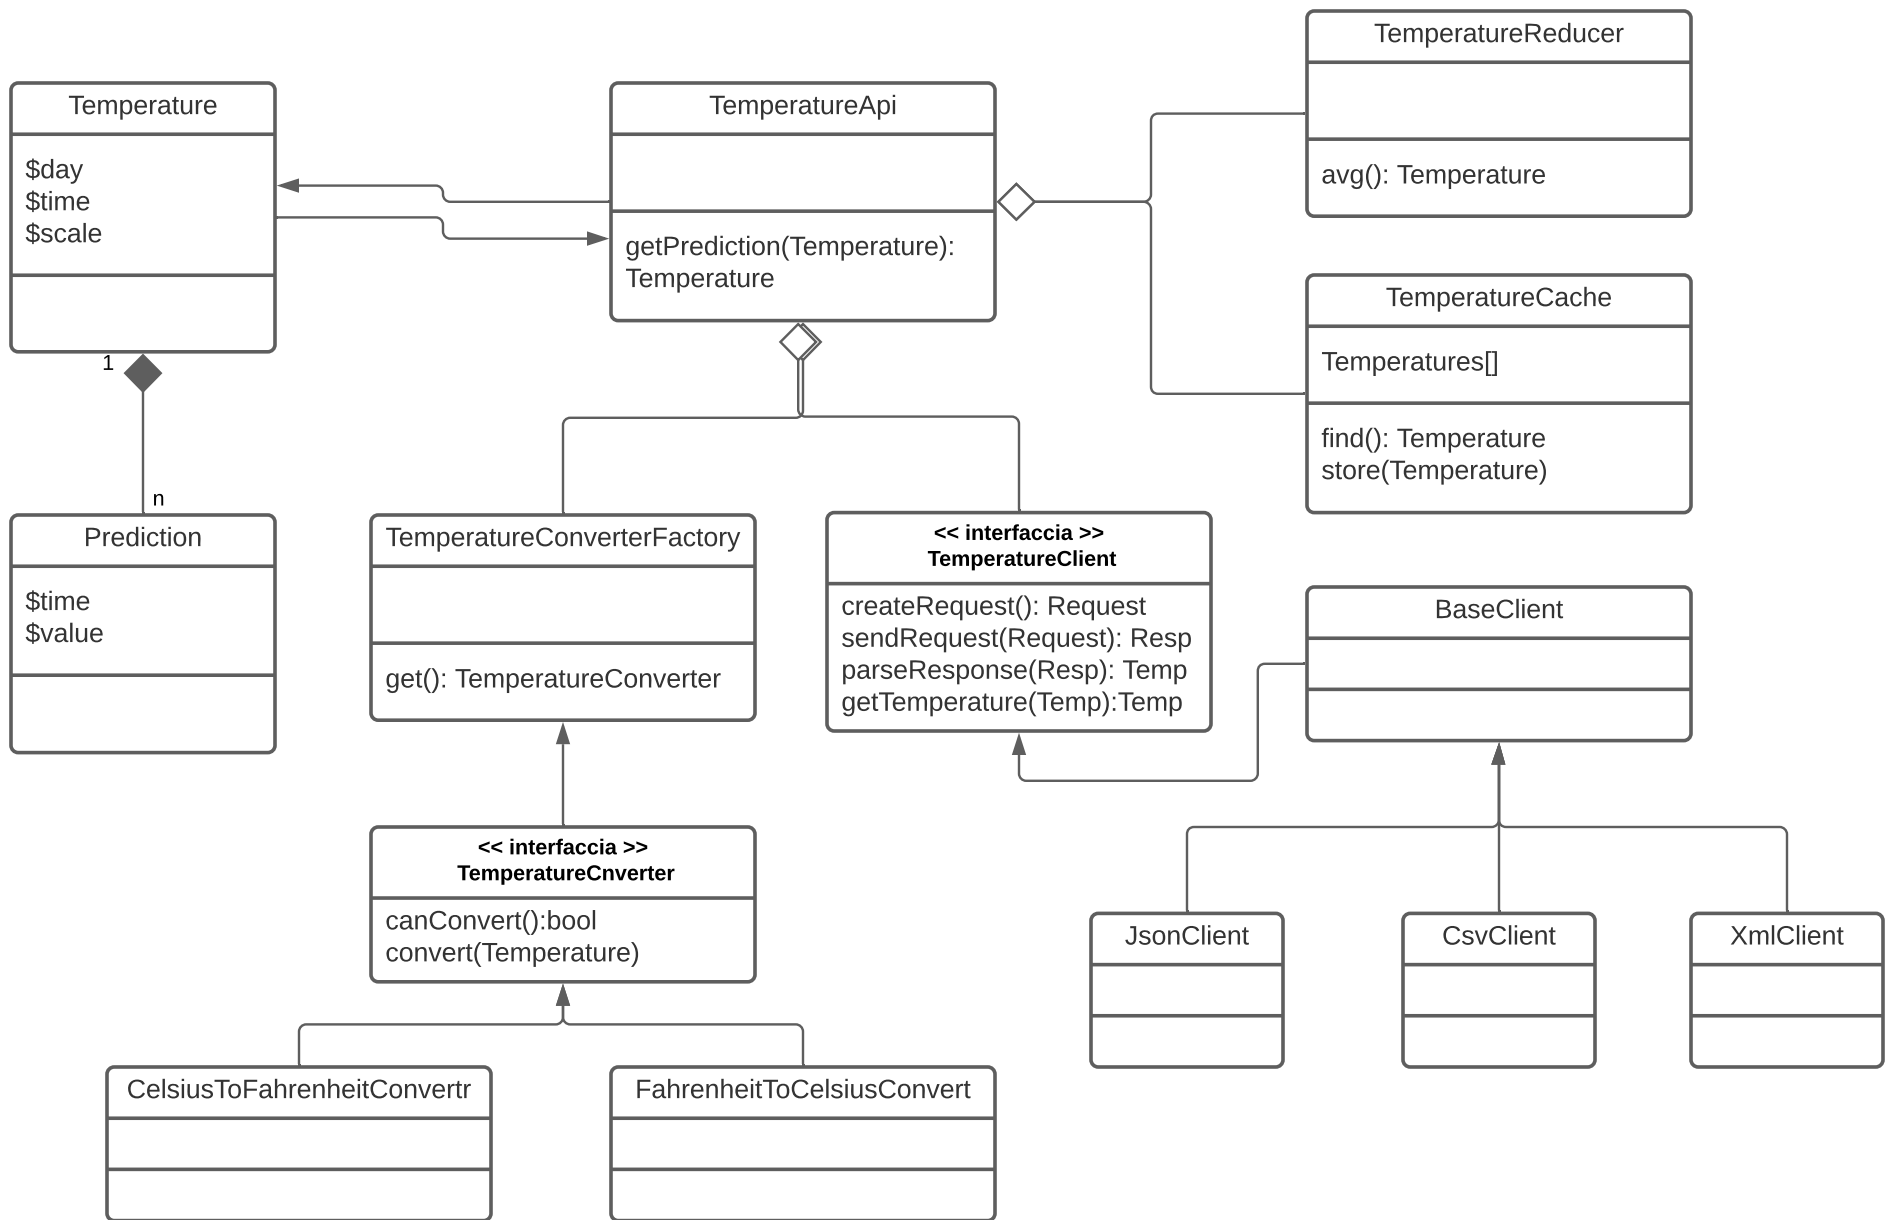 TemperatureReducer
avg(): Temperature
Temperature
$day
$time
$scale
TemperatureApi
getPrediction(Temperature):
Temperature
TemperatureCache
Temperatures[]
find(): Temperature
store(Temperature)
1
n
Prediction
$time
$value
TemperatureConverterFactory
get(): TemperatureConverter
<< interfaccia >>
TemperatureClient
createRequest(): Request
sendRequest(Request): Resp
parseResponse(Resp): Temp
getTemperature(Temp):Temp
BaseClient
<< interfaccia >>
TemperatureCnverter
canConvert():bool
convert(Temperature)
JsonClient
CsvClient
XmlClient
CelsiusToFahrenheitConvertr
FahrenheitToCelsiusConvert